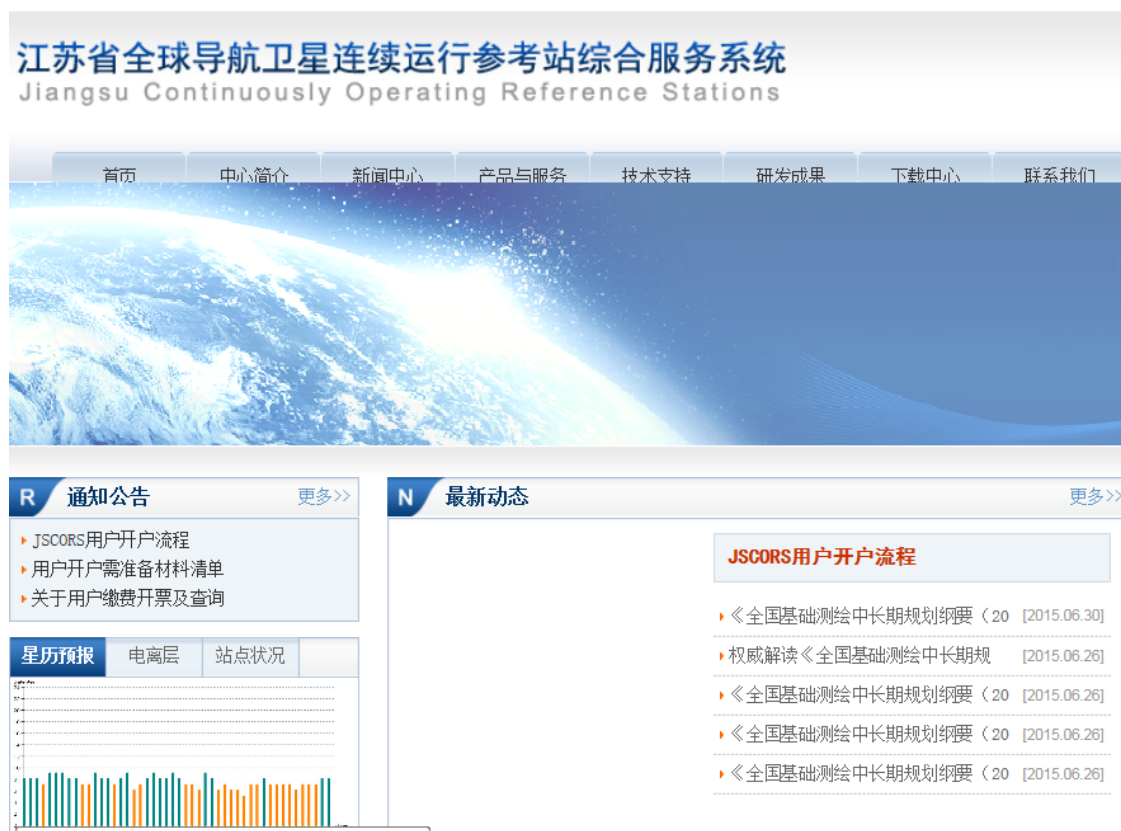 江苏省全球导航卫星连续运行参考站综合服务系统
Jiangsu Continuously Operating Reference Stations
首页 中心简介 新闻中心 产品与服务 技术支持 研发成果 下载中心 联系我们
R 通知公告 更多>>
JSCORS用户开户流程
用户开户需准备材料清单
关于用户缴费开票及查询
星历预报 电离层 站点状况
N 最新动态 更多>>
JSCORS用户开户流程
《全国基础测绘中长期规划纲要（20 [2015.06.30]
权威解读《全国基础测绘中长期规 [2015.06.26]
《全国基础测绘中长期规划纲要（20 [2015.06.26]
《全国基础测绘中长期规划纲要（20 [2015.06.26]
《全国基础测绘中长期规划纲要（20 [2015.06.26]